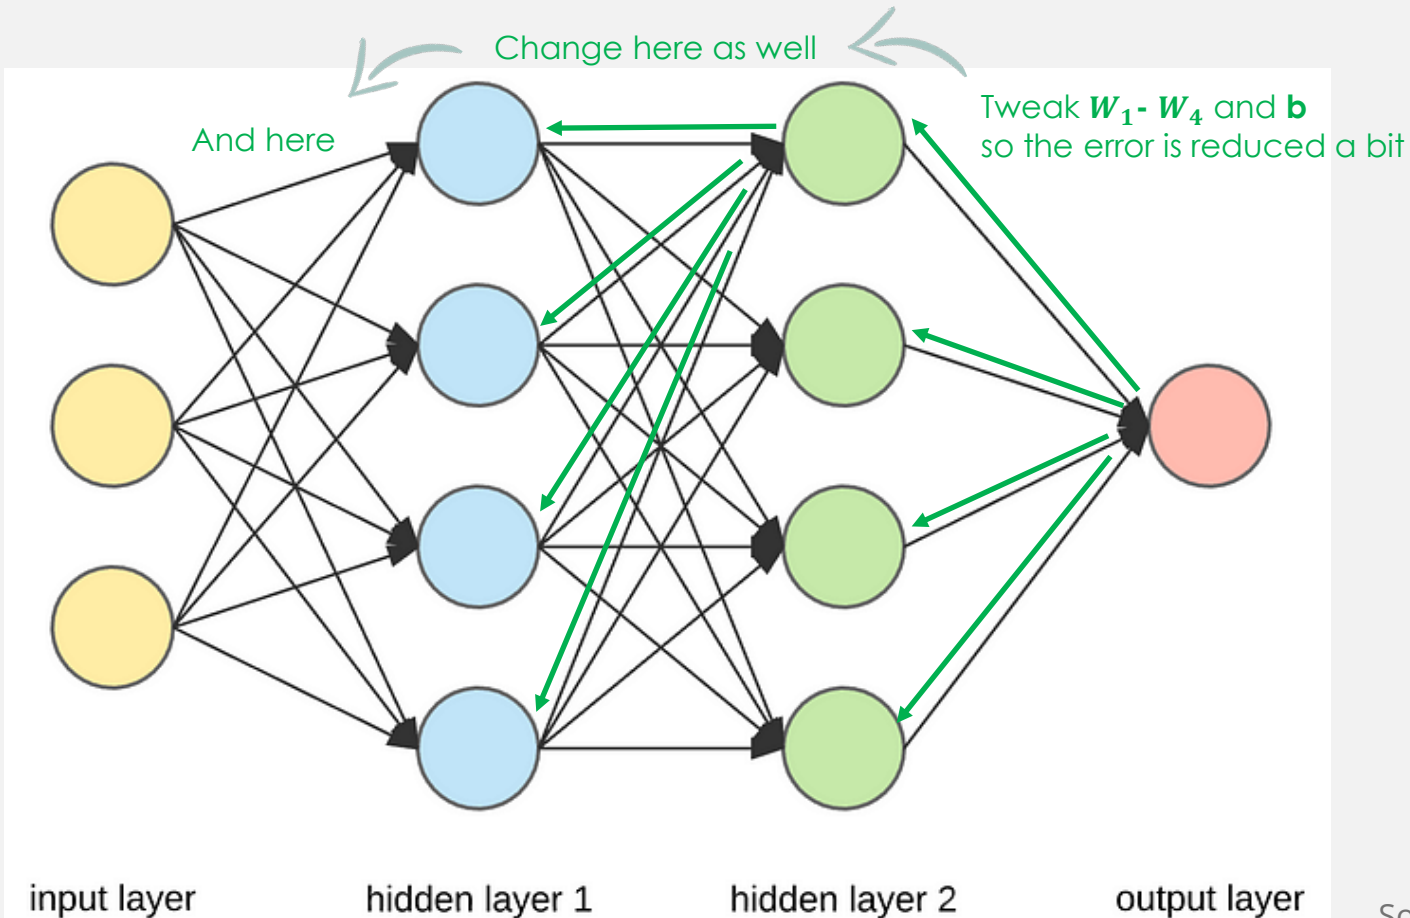 Change here as well
Tweak W₁- W₄ and b
so the error is reduced a bit
And here
input layer
hidden layer 1
hidden layer 2
output layer